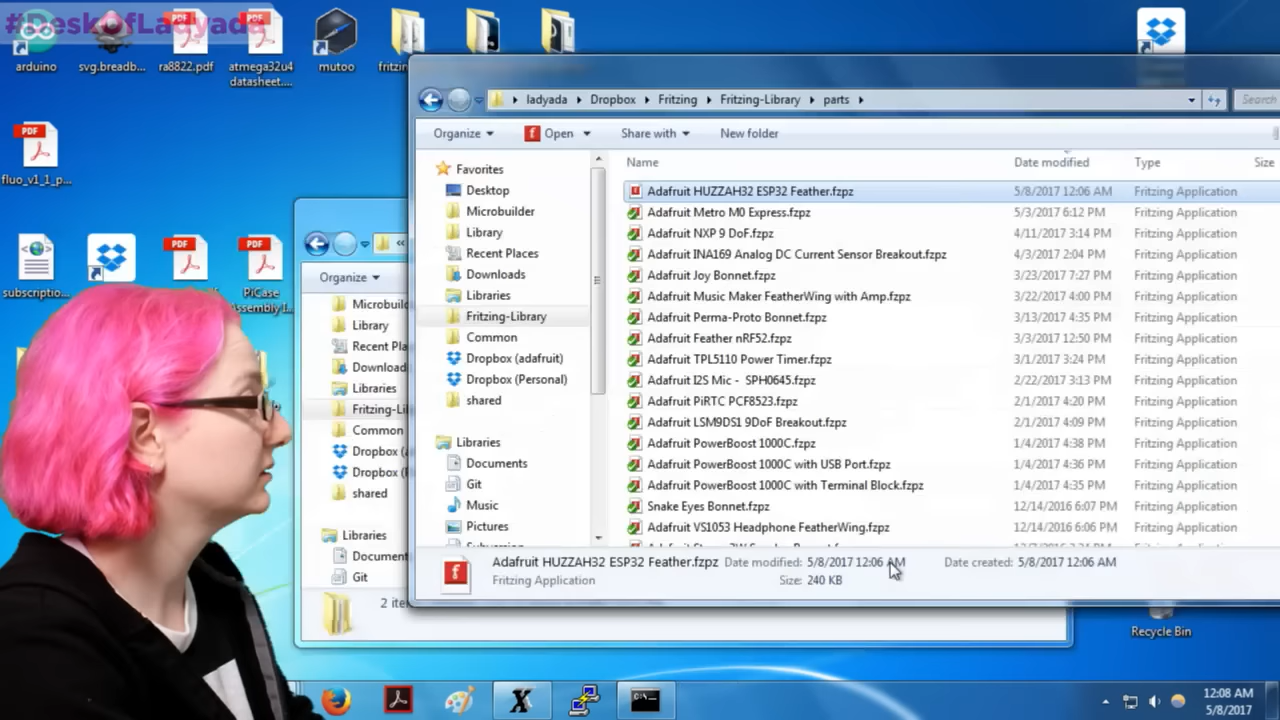 #DeskOfLadyada
arduino
svg.breadb...
ra8822.pdf
atmega32u4
datasheet....
mutoo
PDF
fluo_v1_1_p...
subscriptio...
PDF
PDF
PiCase
Organize
Microbuild
Library
Recent Pla
Download
Libraries
Fritzing-Li
Common
Dropbox (
Dropbox (
shared
Libraries
Document
Git
2 ite
ladyada
Dropbox
Fritzing
Fritzing-Library
parts
Search
Organize
Open
Share with
New folder
Favorites
Desktop
Microbuilder
Library
Recent Places
Downloads
Libraries
Fritzing-Library
Common
Dropbox (adafruit)
Dropbox (Personal)
shared
Libraries
Documents
Git
Music
Pictures
Name Date modified Type Size
Adafruit HUZZAH32 ESP32 Feather.fzpz 5/8/2017 12:06 AM Fritzing Application
Adafruit Metro M0 Express.fzpz 5/3/2017 6:12 PM Fritzing Application
Adafruit NXP 9 DoF.fzpz 4/11/2017 3:14 PM Fritzing Application
Adafruit INA169 Analog DC Current Sensor Breakout.fzpz 4/3/2017 2:04 PM Fritzing Application
Adafruit Joy Bonnet.fzpz 3/23/2017 7:27 PM Fritzing Application
Adafruit Music Maker FeatherWing with Amp.fzpz 3/22/2017 4:00 PM Fritzing Application
Adafruit Perma-Proto Bonnet.fzpz 3/13/2017 4:35 PM Fritzing Application
Adafruit Feather nRF52.fzpz 3/3/2017 12:50 PM Fritzing Application
Adafruit TPL5110 Power Timer.fzpz 3/1/2017 3:24 PM Fritzing Application
Adafruit I2S Mic - SPH0645.fzpz 2/22/2017 3:13 PM Fritzing Application
Adafruit PiRTC PCF8523.fzpz 2/1/2017 4:20 PM Fritzing Application
Adafruit LSM9DS1 9DoF Breakout.fzpz 2/1/2017 4:09 PM Fritzing Application
Adafruit PowerBoost 1000C.fzpz 1/4/2017 4:38 PM Fritzing Application
Adafruit PowerBoost 1000C with USB Port.fzpz 1/4/2017 4:36 PM Fritzing Application
Adafruit PowerBoost 1000C with Terminal Block.fzpz 1/4/2017 4:35 PM Fritzing Application
Snake Eyes Bonnet.fzpz 12/14/2016 6:07 PM Fritzing Application
Adafruit VS1053 Headphone FeatherWing.fzpz 12/14/2016 6:06 PM Fritzing Application
Adafruit HUZZAH32 ESP32 Feather.fzpz Date modified: 5/8/2017 12:06 AM Date created: 5/8/2017 12:06 AM
Fritzing Application Size: 240 KB
Recycle Bin
12:08 AM
5/8/2017